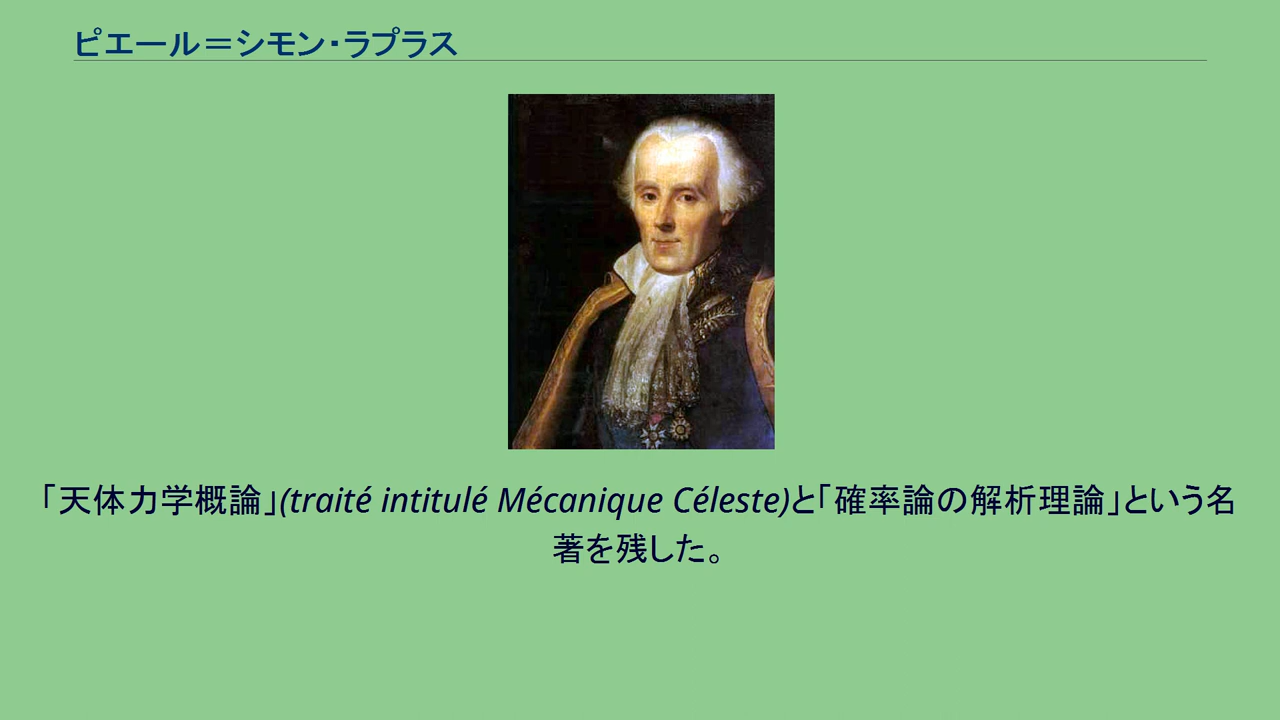 ピエール＝シモン・ラプラス
「天体力学概論」(traité intitulé Mécanique Céleste)と「確率論の解析理論」という名
著を残した。